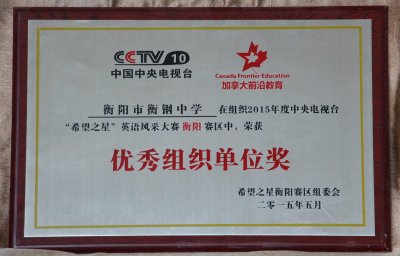 CCTV 10
中国中央电视台
Canada Frontier Education
加拿大前沿教育
衡阳市衡钢中学 在组织2015年度中央电视台
“希望之星”英语风采大赛 衡阳 赛区中，荣获
优秀组织单位奖
希望之星衡阳赛区组委会
二零一五年五月